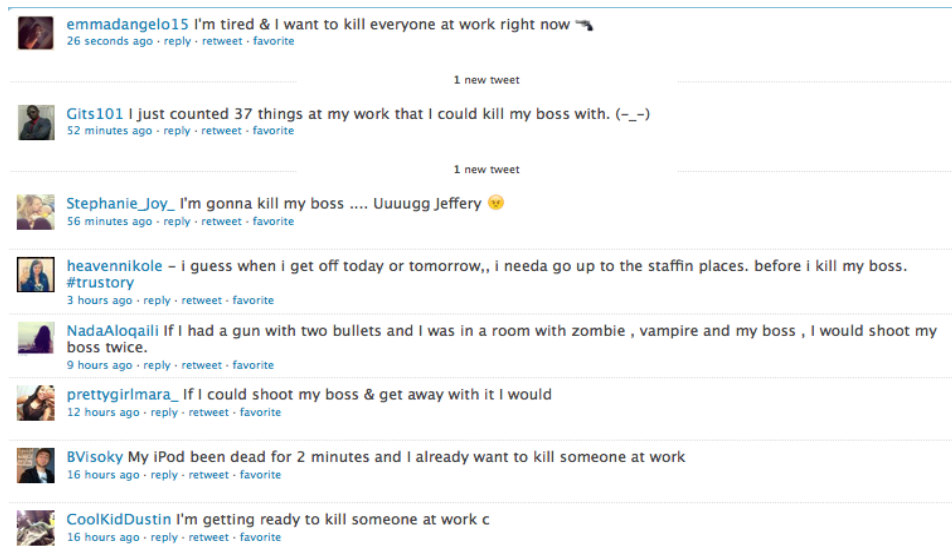 emmadangelo15 I'm tired & I want to kill everyone at work right now 🔫
26 seconds ago · reply · retweet · favorite
1 new tweet
Gits101 I just counted 37 things at my work that I could kill my boss with. (-_-)
52 minutes ago · reply · retweet · favorite
1 new tweet
Stephanie_Joy_ I'm gonna kill my boss .... Uuuugg Jeffery 😠
56 minutes ago · reply · retweet · favorite
heavennikole – i guess when i get off today or tomorrow,, i needa go up to the staffin places. before i kill my boss.
#trustory
3 hours ago · reply · retweet · favorite
NadaAloqaili If I had a gun with two bullets and I was in a room with zombie , vampire and my boss , I would shoot my
boss twice.
9 hours ago · reply · retweet · favorite
prettygirlmara_ If I could shoot my boss & get away with it I would
12 hours ago · reply · retweet · favorite
BVisoky My iPod been dead for 2 minutes and I already want to kill someone at work
16 hours ago · reply · retweet · favorite
CoolKidDustin I'm getting ready to kill someone at work c
16 hours ago · reply · retweet · favorite